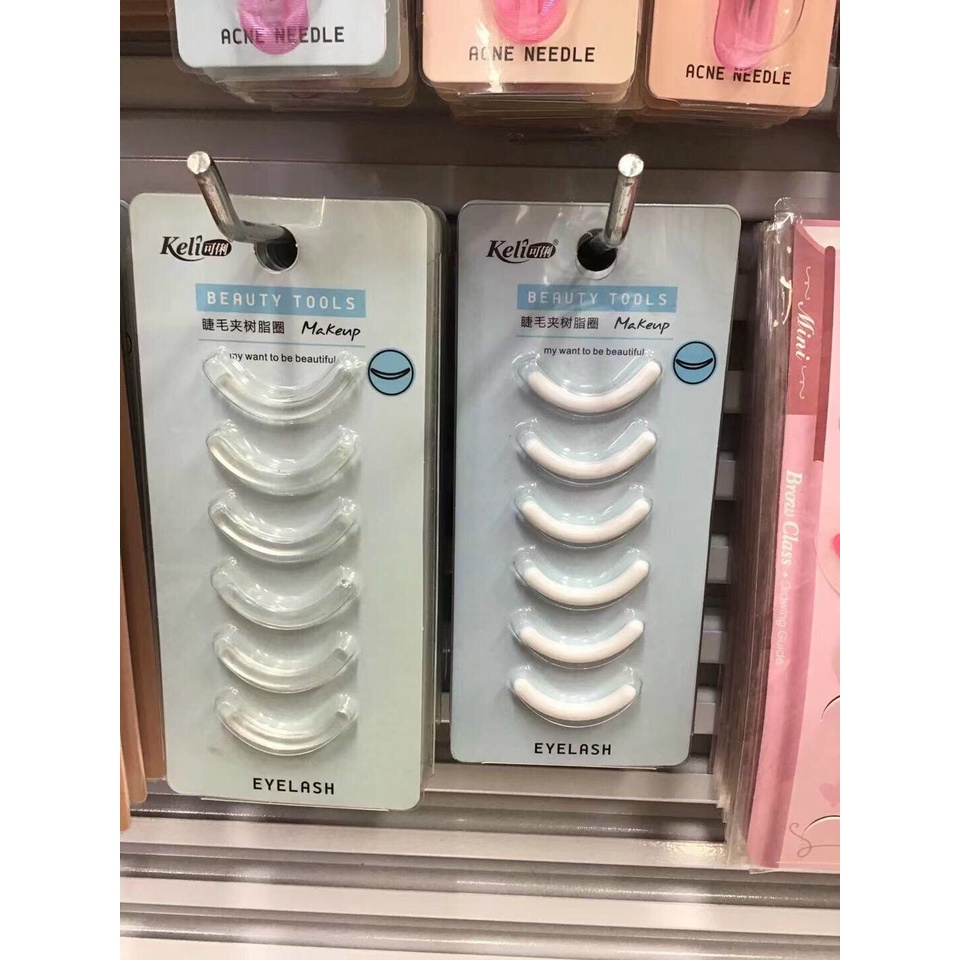 ACNE NEEDLE
ACNE NEEDLE
ACNE NEEDLE
Keli可俐
BEAUTY TOOLS
睫毛夹树脂圈 Makeup
my want to be beautiful
EYELASH
Keli可俐®
BEAUTY TOOLS
睫毛夹树脂圈 Makeup
my want to be beautiful
EYELASH
Mini
Brow Class
Drawing Guide